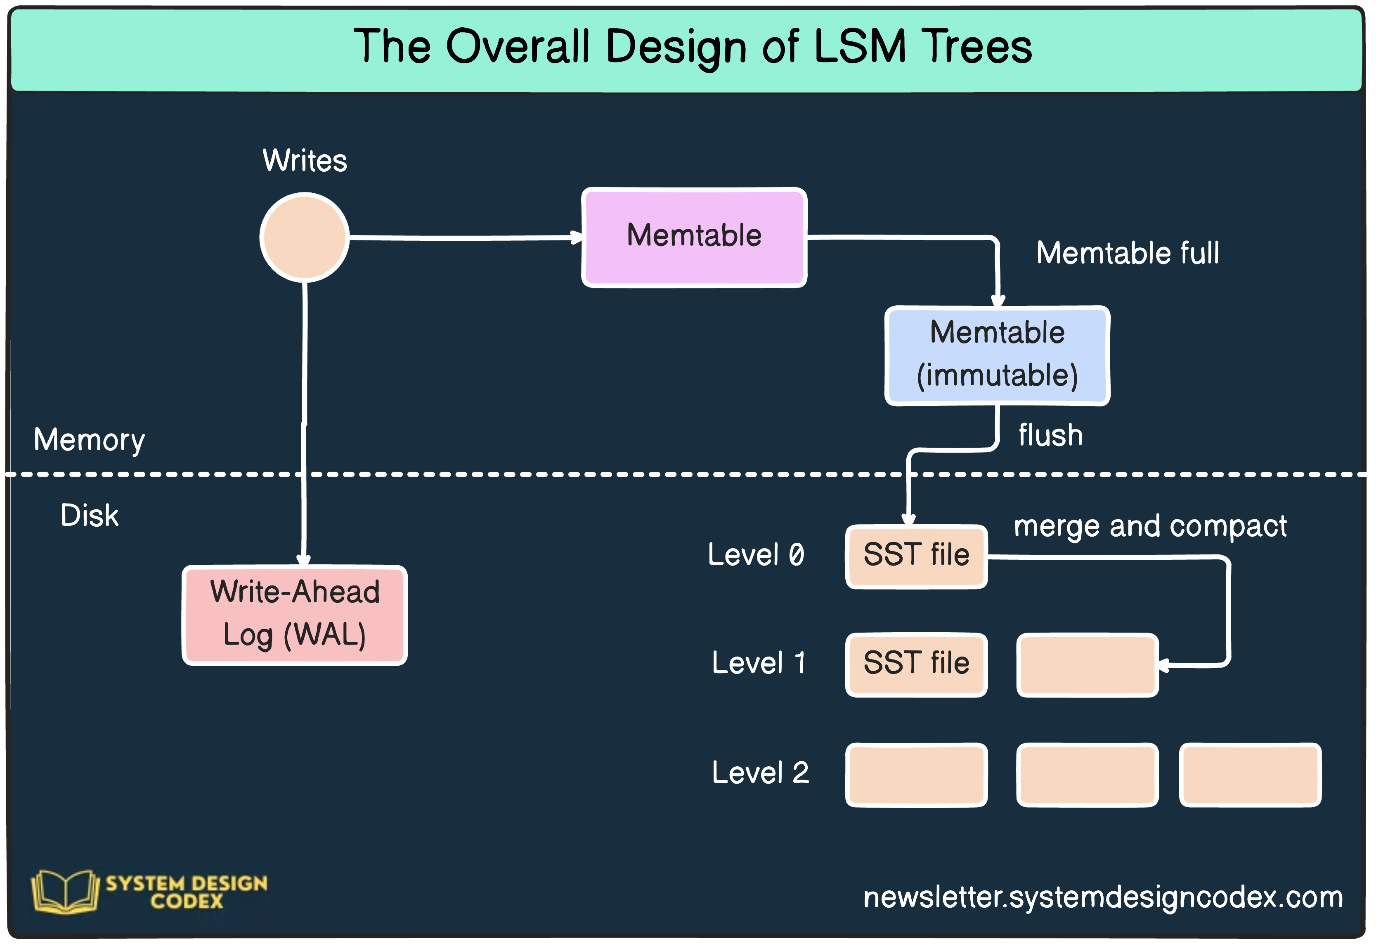 The Overall Design of LSM Trees
Writes
Memtable
Memtable full
Memtable
(immutable)
Memory
flush
Disk
merge and compact
Level 0
SST file
Write-Ahead
Log (WAL)
Level 1
SST file
Level 2
SYSTEM DESIGN
CODEX
newsletter.systemdesigncodex.com